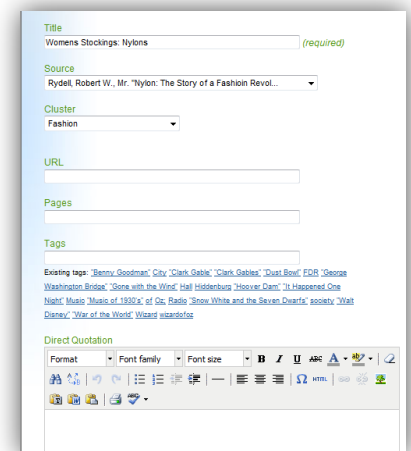 Title
Womens Stockings: Nylons (required)
Source
Rydell, Robert W., Mr. "Nylon: The Story of a Fashioin Revol...
Cluster
Fashion
URL
Pages
Tags
Existing tags: "Benny Goodman" City "Clark Gable" "Clark Gables" "Dust Bowl" FDR "George
Washington Bridge" "Gone with the Wind" Hall Hiddenburg "Hoover Dam" "It Happened One
Night" Music "Music of 1930's" of Oz; Radio "Snow White and the Seven Dwarfs" society "Walt
Disney" "War of the World" Wizard wizardofoz
Direct Quotation
Format Font family Font size B I U ABC A ab
Ω HTML